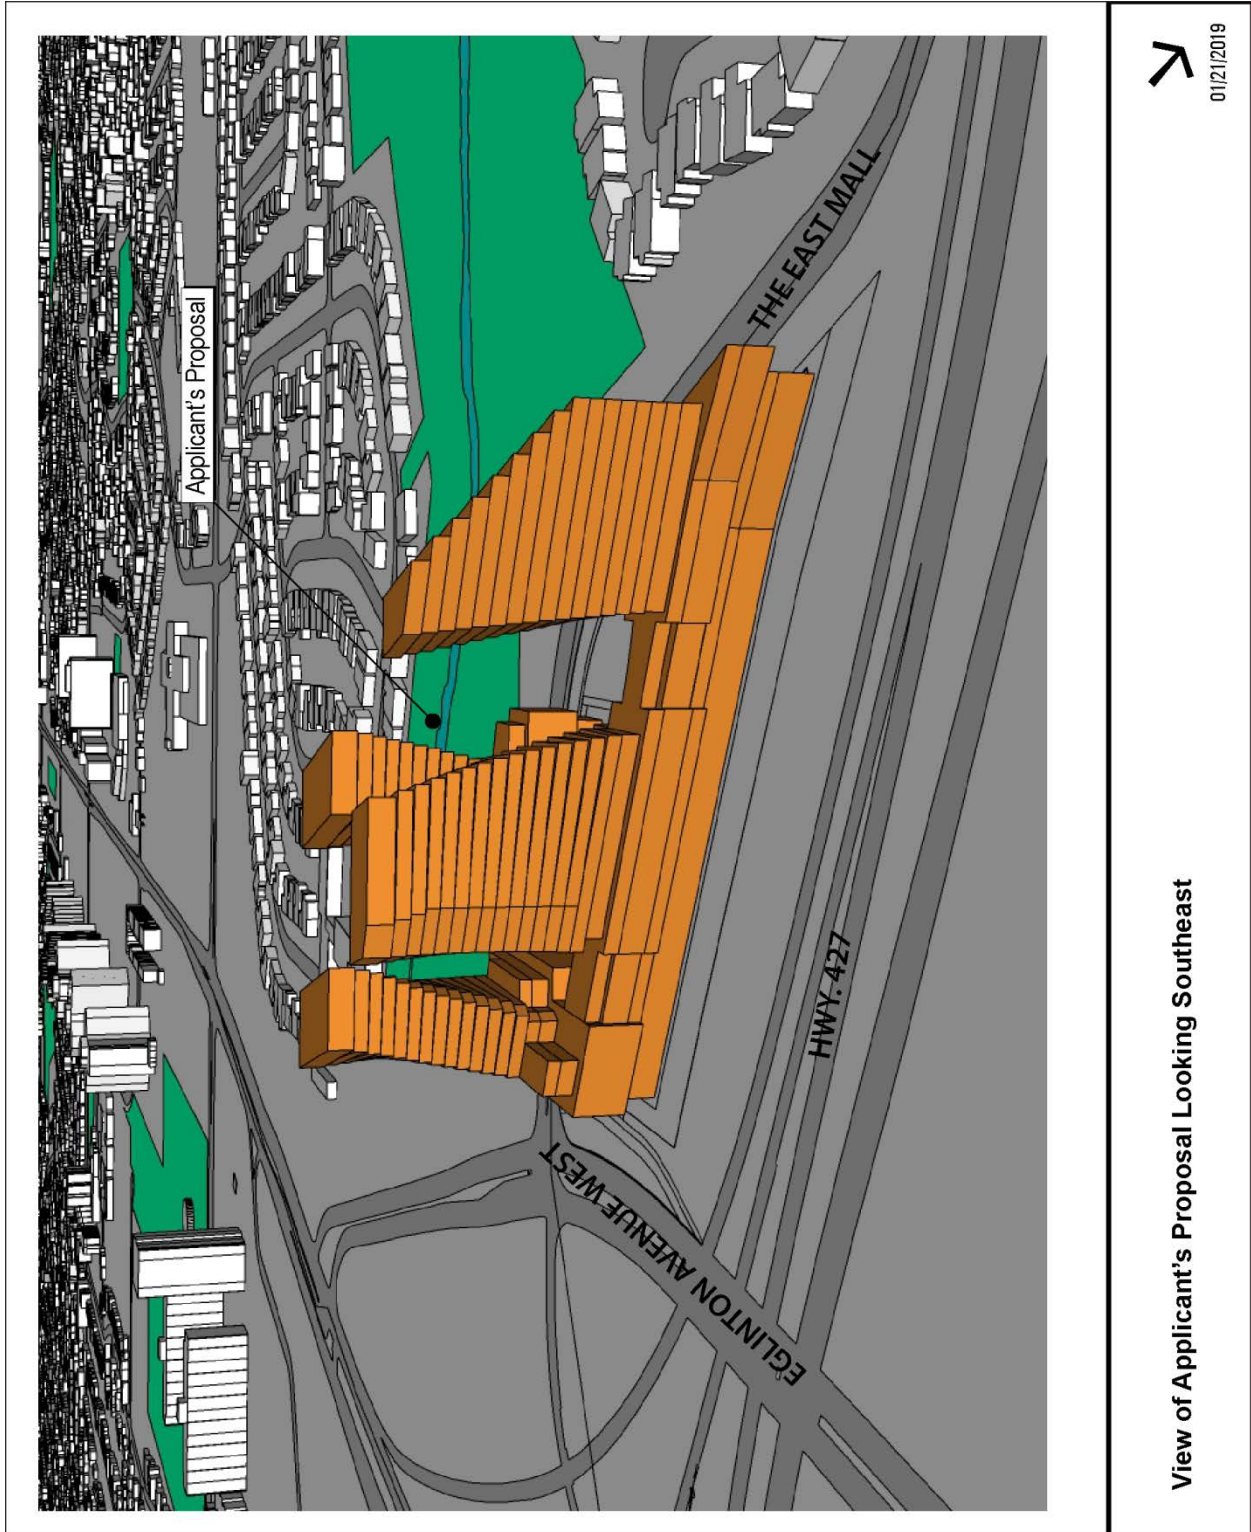 Applicant's Proposal
THE EAST MALL
HWY. 427
EGLINTON AVENUE WEST
View of Applicant's Proposal Looking Southeast
01/21/2019